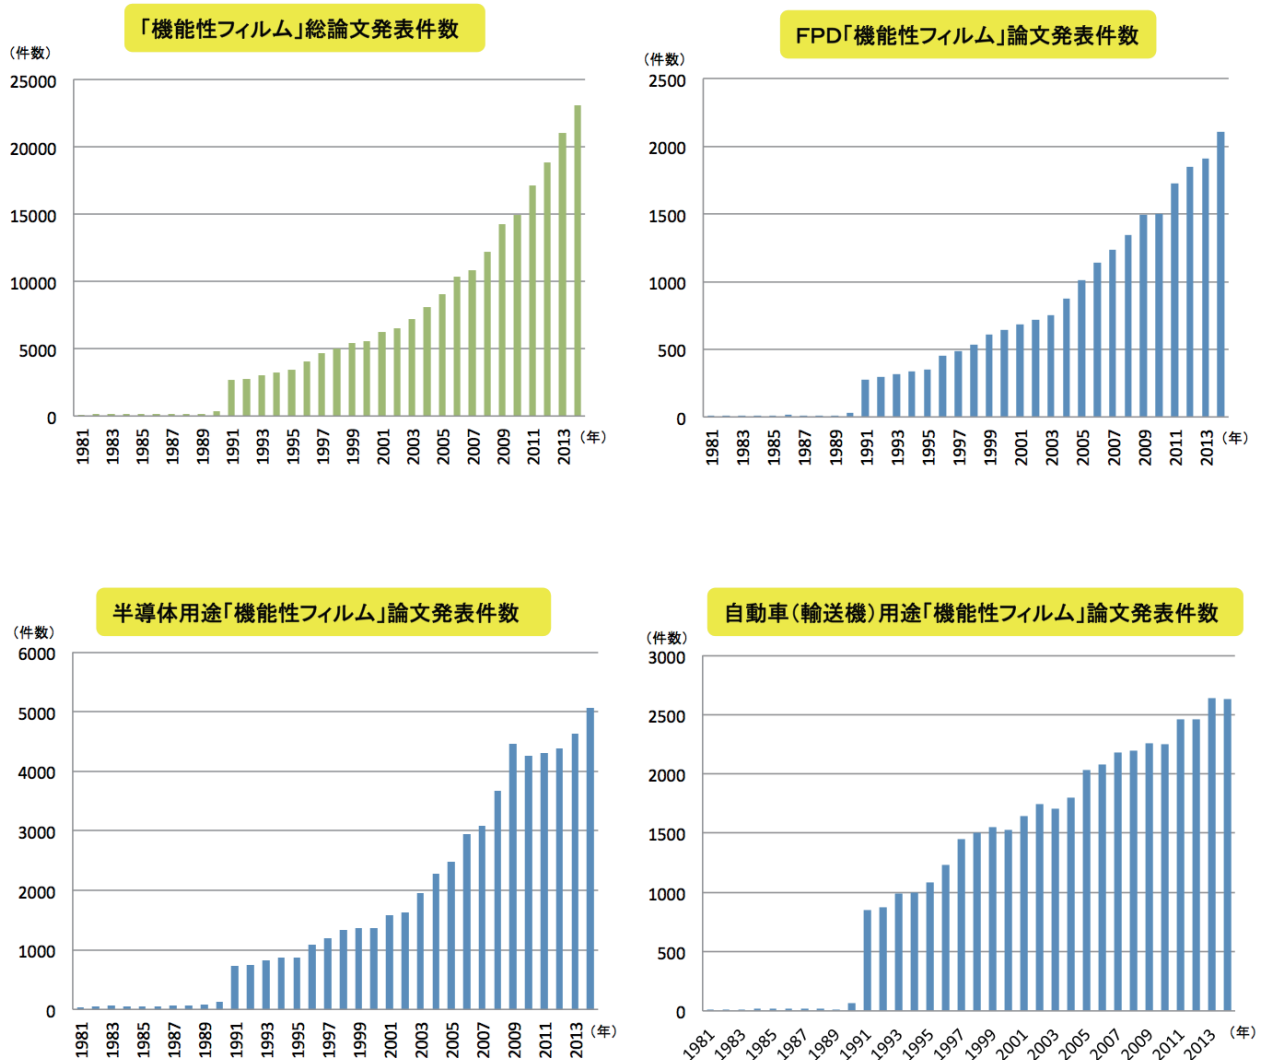 「機能性フィルム」総論文発表件数
（件数）
25000
20000
15000
10000
5000
0
1981 1983 1985 1987 1989 1991 1993 1995 1997 1999 2001 2003 2005 2007 2009 2011 2013 （年）
FPD「機能性フィルム」論文発表件数
（件数）
2500
2000
1500
1000
500
0
1981 1983 1985 1987 1989 1991 1993 1995 1997 1999 2001 2003 2005 2007 2009 2011 2013 （年）
半導体用途「機能性フィルム」論文発表件数
（件数）
6000
5000
4000
3000
2000
1000
0
1981 1983 1985 1987 1989 1991 1993 1995 1997 1999 2001 2003 2005 2007 2009 2011 2013 （年）
自動車（輸送機）用途「機能性フィルム」論文発表件数
（件数）
3000
2500
2000
1500
1000
500
0
1981 1983 1985 1987 1989 1991 1993 1995 1997 1999 2001 2003 2005 2007 2009 2011 2013 （年）